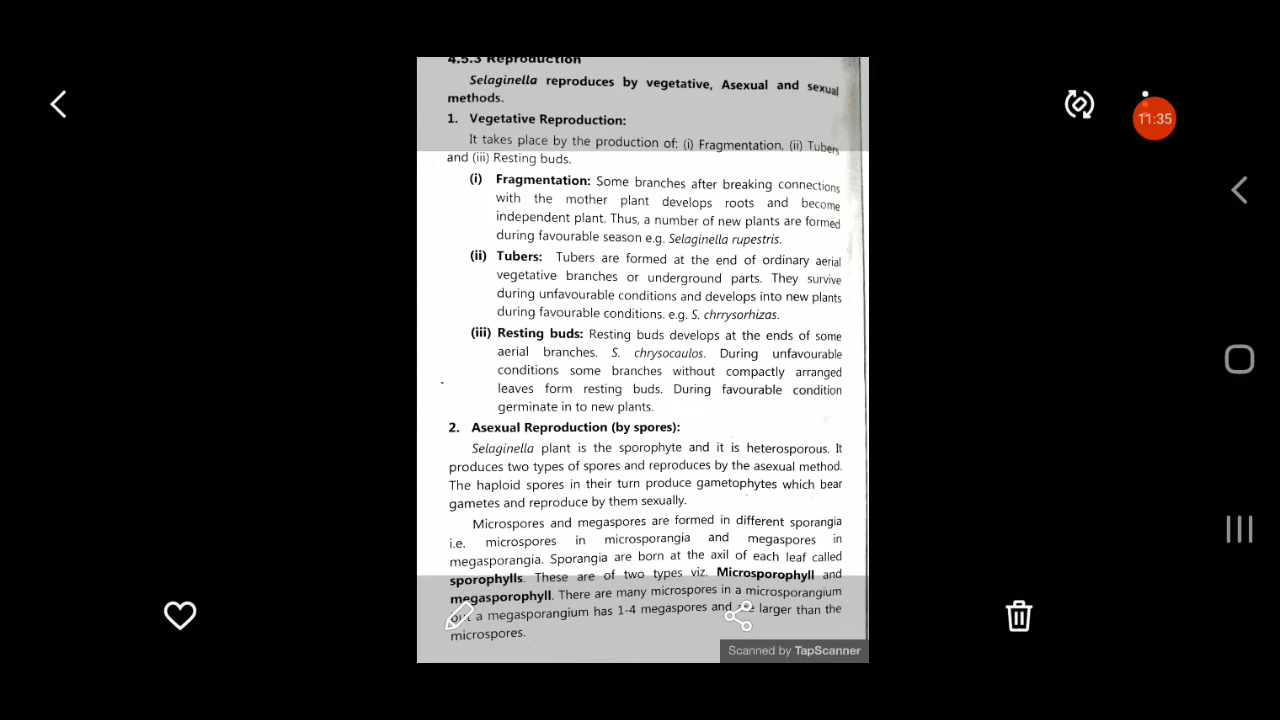 4.5.3 Reproduction
Selaginella reproduces by vegetative, Asexual and sexual
methods.
1. Vegetative Reproduction:
It takes place by the production of: (i) Fragmentation, (ii) Tubers
and (iii) Resting buds.
(i) Fragmentation: Some branches after breaking connections
with the mother plant develops roots and become
independent plant. Thus, a number of new plants are formed
during favourable season e.g. Selaginella rupestris.
(ii) Tubers: Tubers are formed at the end of ordinary aerial
vegetative branches or underground parts. They survive
during unfavourable conditions and develops into new plants
during favourable conditions. e.g. S. chrrysorhizas.
(iii) Resting buds: Resting buds develops at the ends of some
aerial branches. S. chrysocaulos. During unfavourable
conditions some branches without compactly arranged
leaves form resting buds. During favourable condition
germinate in to new plants.
2. Asexual Reproduction (by spores):
Selaginella plant is the sporophyte and it is heterosporous. It
produces two types of spores and reproduces by the asexual method.
The haploid spores in their turn produce gametophytes which bear
gametes and reproduce by them sexually.
Microspores and megaspores are formed in different sporangia
i.e. microspores in microsporangia and megaspores in
megasporangia. Sporangia are born at the axil of each leaf called
sporophylls. These are of two types viz. Microsporophyll and
megasporophyll. There are many microspres in a microsporangium
a megasporangium has 1-4 megaspores and larger than the
microspores.
Scanned by TapScanner
11:35